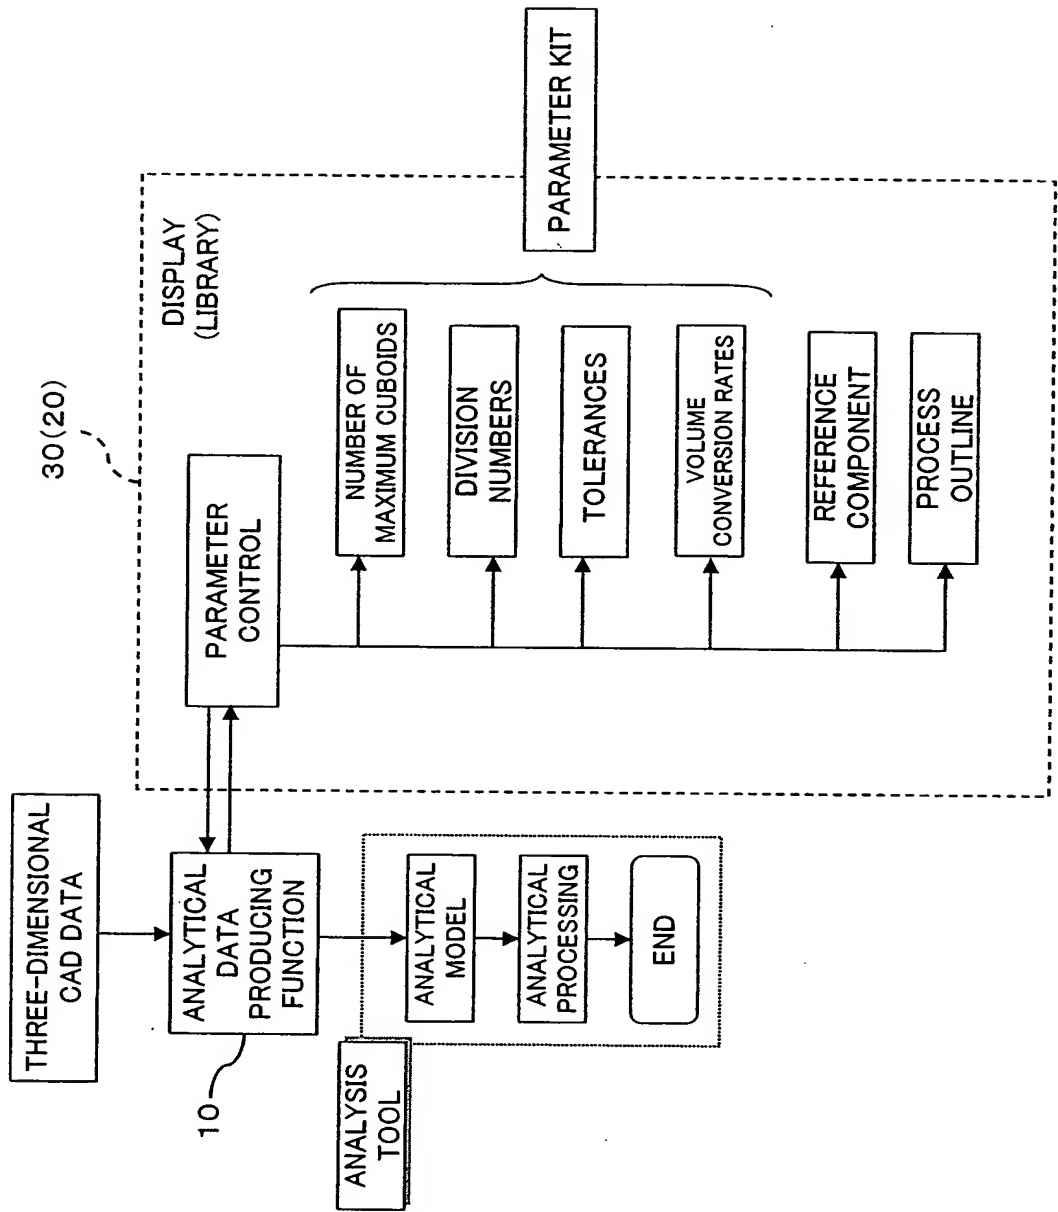 THREE-DIMENSIONAL
CAD DATA
10
ANALYTICAL
DATA
PRODUCING
FUNCTION
ANALYSIS
TOOL
ANALYTICAL
MODEL
ANALYTICAL
PROCESSING
END
30(20)
DISPLAY
(LIBRARY)
PARAMETER
CONTROL
NUMBER OF
MAXIMUM CUBOIDS
DIVISION
NUMBERS
TOLERANCES
VOLUME
CONVERSION RATES
REFERENCE
COMPONENT
PROCESS
OUTLINE
PARAMETER KIT